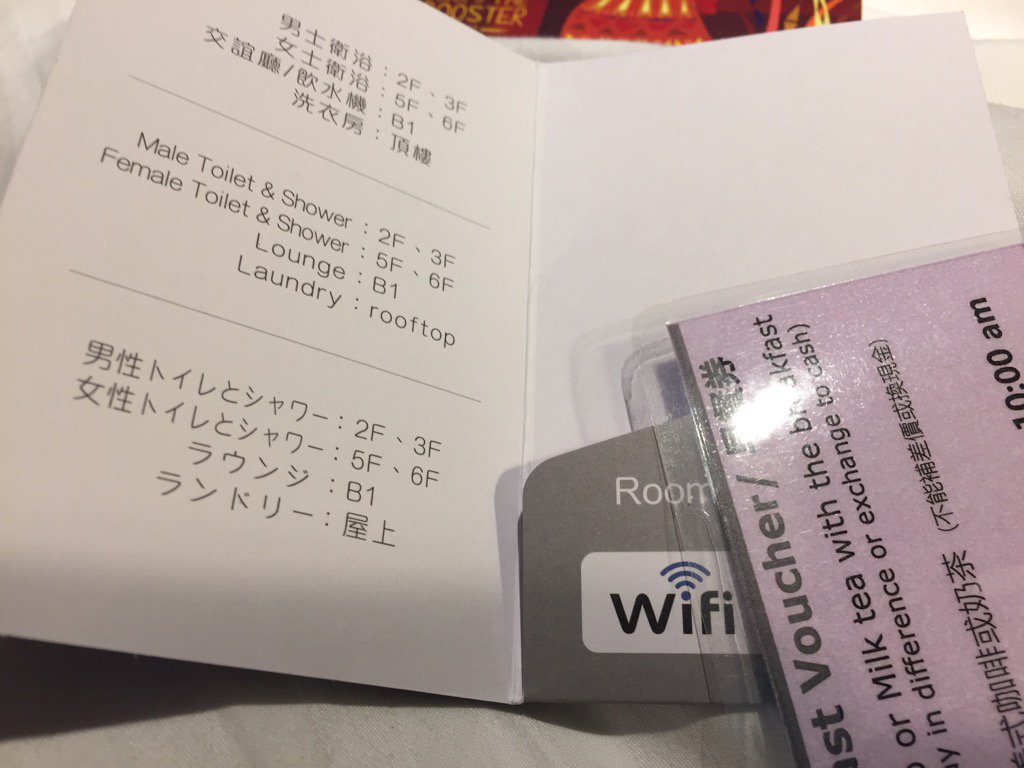 ROOSTER
男士衛浴：2F、3F
女士衛浴：5F、6F
交誼廳/飲水機：B1
洗衣房：頂樓
Male Toilet & Shower：2F、3F
Female Toilet & Shower：5F、6F
Lounge：B1
Laundry：rooftop
男性トイレとシャワー：2F、3F
女性トイレとシャワー：5F、6F
ラウンジ：B1
ランドリー：屋上
Room
Wifi
Voucher/
or Milk tea with the breakfast
in difference or exchange to cash)
式咖啡或奶茶 (不能補差價或換現金)
10:00 am